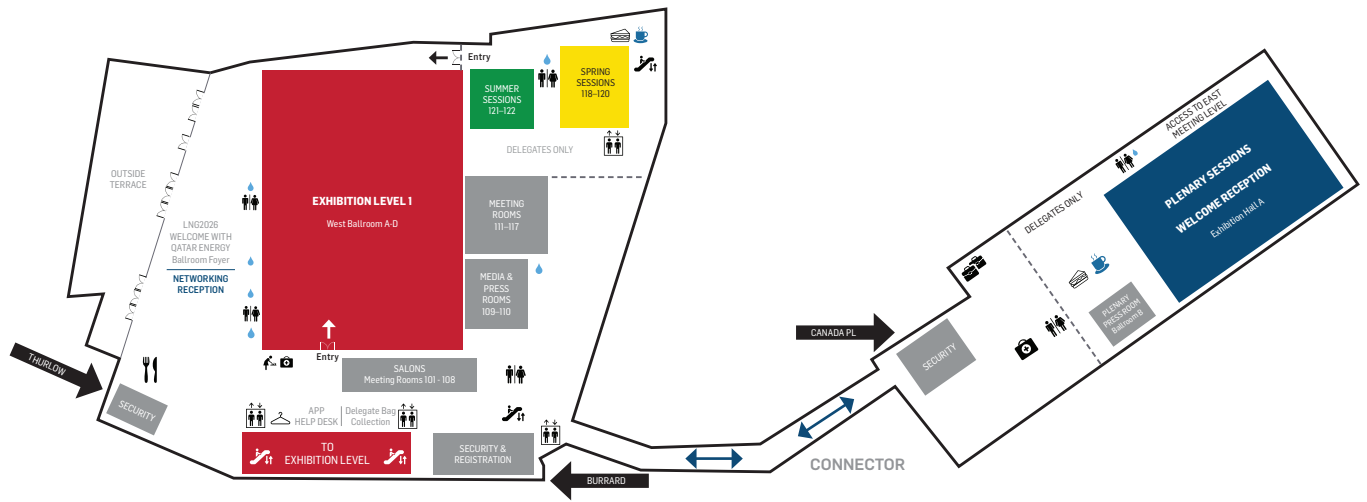 Entry
SUMMER
SESSIONS
121–122
SPRING
SESSIONS
118–120
DELEGATES ONLY
OUTSIDE
TERRACE
EXHIBITION LEVEL 1
West Ballroom A-D
MEETING
ROOMS
111–117
LNG2026
WELCOME WITH
QATAR ENERGY
Ballroom Foyer
NETWORKING
RECEPTION
MEDIA &
PRESS
ROOMS
109–110
Entry
SALONS
Meeting Rooms 101 - 108
THURLOW
SECURITY
APP
HELP DESK
Delegate Bag
Collection
TO
EXHIBITION LEVEL
SECURITY &
REGISTRATION
BURRARD
CONNECTOR
CANADA PL
SECURITY
DELEGATES ONLY
PLENARY
PRESS ROOM
Ballroom B
ACCESS TO EAST
MEETING LEVEL
PLENARY SESSIONS
WELCOME RECEPTION
Exhibition Hall A